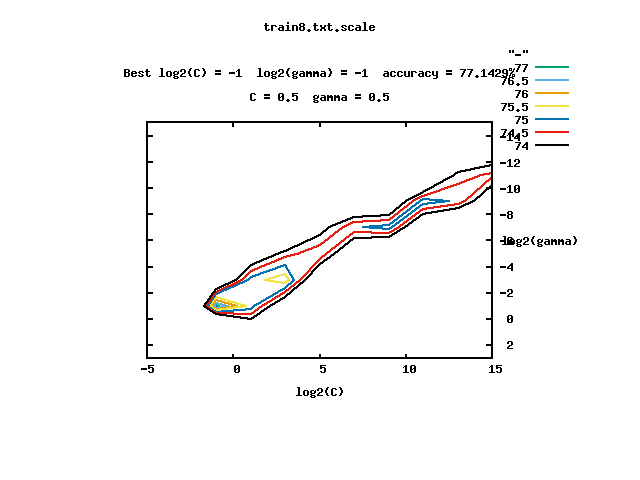 train8.txt.scale
"-"
Best log2(C) = -1  log2(gamma) = -1  accuracy = 77.1429%
C = 0.5  gamma = 0.5
77
76.5
76
75.5
75
74.5
74
-14
-12
-10
-8
-6
log2(gamma)
-4
-2
0
2
-5 0 5 10 15
log2(C)